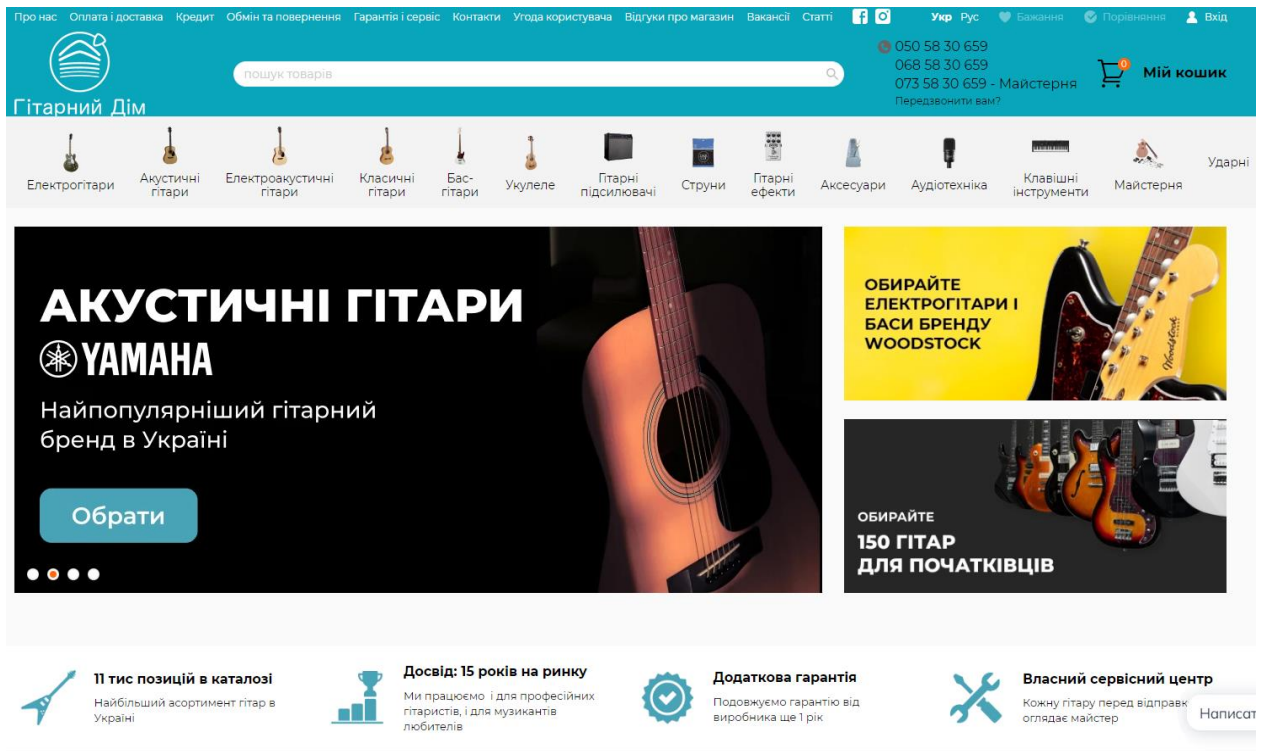 Про нас Оплата і доставка Кредит Обмін та повернення Гарантія і сервіс Контакти Угода користувача Відгуки про магазин Вакансії Статті Укр Рус Бажання Порівняння Вхід
Гітарний Дім
пошук товарів
050 58 30 659
068 58 30 659
073 58 30 659 - Майстерня
Передзвонити вам?
0
Мій кошик
Електрогітари
Акустичні
гітари
Електроакустичні
гітари
Класичні
гітари
Бас-
гітари
Укулеле
Гітарні
підсилювачі
Струни
Гітарні
ефекти
Аксесуари
Аудіотехніка
Клавішні
інструменти
Майстерня
Ударні
АКУСТИЧНІ ГІТАРИ
YAMAHA
Найпопулярніший гітарний
бренд в Україні
Обрати
ОБИРАЙТЕ
ЕЛЕКТРОГІТАРИ І
БАСИ БРЕНДУ
WOODSTOCK
Woodstock
ОБИРАЙТЕ
150 ГІТАР
ДЛЯ ПОЧАТКІВЦІВ
11 тис позицій в каталозі
Найбільший асортимент гітар в
Україні
Досвід: 15 років на ринку
Ми працюємо і для професійних
гітаристів, і для музикантів
любителів
Додаткова гарантія
Подовжуємо гарантію від
виробника ще 1 рік
Власний сервісний центр
Кожну гітару перед відправк
оглядає майстер
Написат